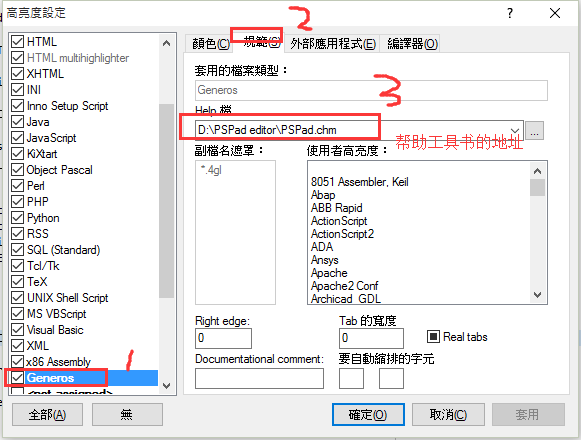 高亮度設定
2
顏色(C)
規範(S)
外部應用程式(E)
編譯器(O)
HTML
HTML multihighlighter
XHTML
INI
Inno Setup Script
Java
JavaScript
KiXtart
Object Pascal
Perl
PHP
Python
RSS
SQL (Standard)
Tcl/Tk
TeX
UNIX Shell Script
MS VBScript
Visual Basic
XML
x86 Assembly
1
Generos
<not assigned>
全部(A)
無
套用的檔案類型：
3
Generos
Help 檔
D:\PSPad editor\PSPad.chm
...
帮助工具书的地址
副檔名遮罩：
*.4gl
使用者高亮度：
8051 Assembler, Keil
Abap
ABB Rapid
ActionScript
ActionScript2
ADA
Ansys
Apache
Apache2 Conf
Archicad GDL
Right edge:
0
Tab 的寬度
0
Real tabs
Documentational comment:
要自動縮排的字元
確定(O)
取消(C)
套用